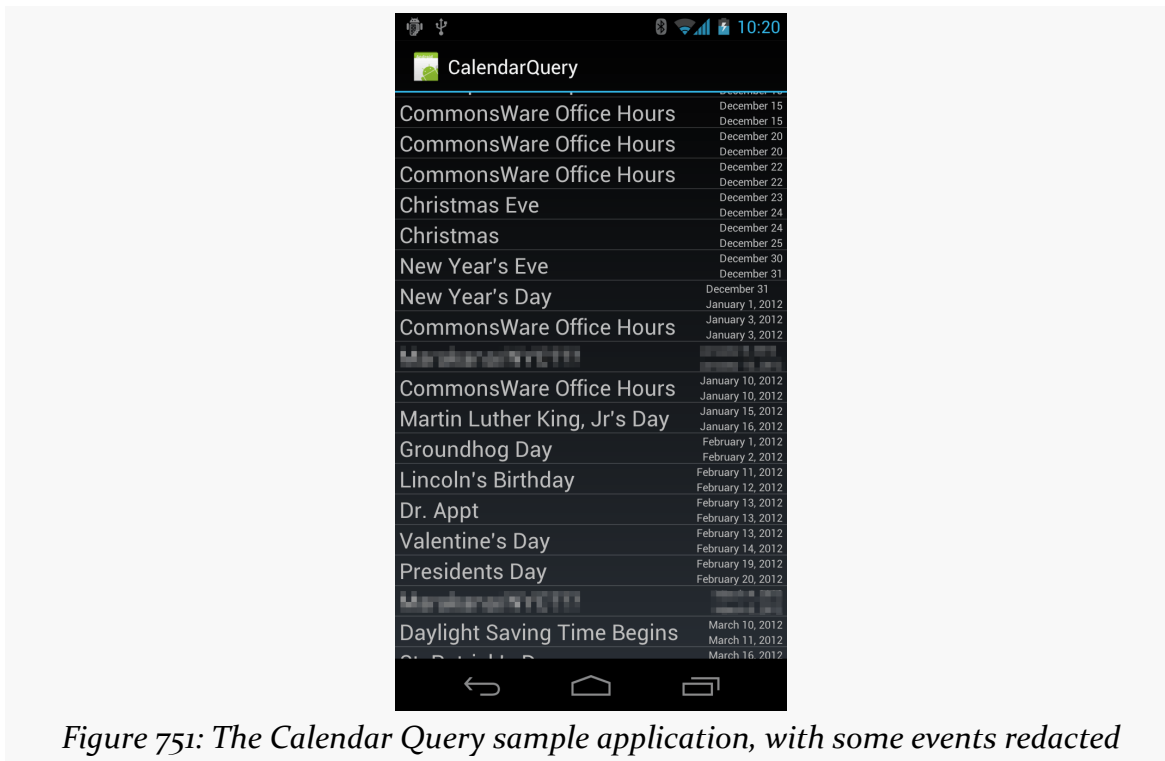 10:20
CalendarQuery
CommonsWare Office Hours
December 15
December 15
CommonsWare Office Hours
December 20
December 20
CommonsWare Office Hours
December 22
December 22
Christmas Eve
December 23
December 24
Christmas
December 24
December 25
New Year's Eve
December 30
December 31
New Year's Day
December 31
January 1, 2012
CommonsWare Office Hours
January 3, 2012
January 3, 2012
CommonsWare Office Hours
January 10, 2012
January 10, 2012
Martin Luther King, Jr's Day
January 15, 2012
January 16, 2012
Groundhog Day
February 1, 2012
February 2, 2012
Lincoln's Birthday
February 11, 2012
February 12, 2012
Dr. Appt
February 13, 2012
February 13, 2012
Valentine's Day
February 13, 2012
February 14, 2012
Presidents Day
February 19, 2012
February 20, 2012
Daylight Saving Time Begins
March 10, 2012
March 11, 2012
March 16, 2012
Figure 751: The Calendar Query sample application, with some events redacted